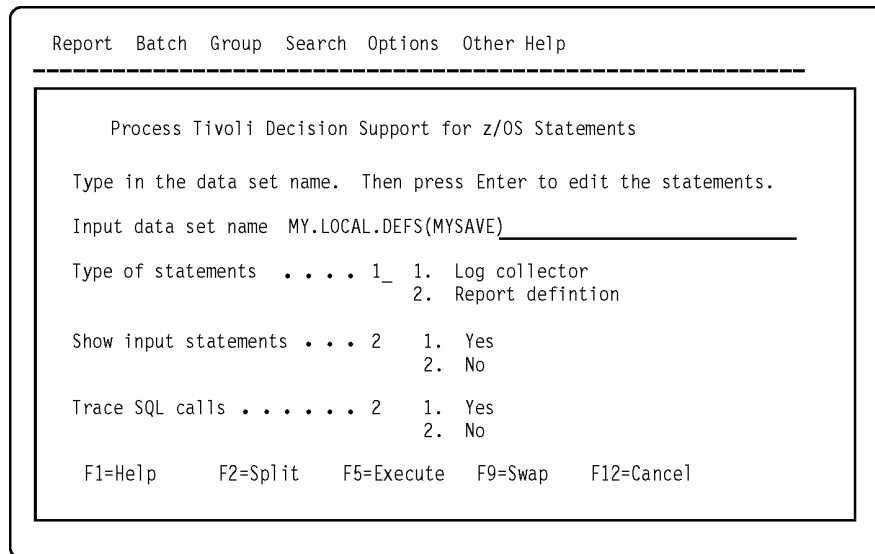 Report Batch Group Search Options Other Help
Process Tivoli Decision Support for z/OS Statements
Type in the data set name. Then press Enter to edit the statements.
Input data set name MY.LOCAL.DEFS(MYSAVE)
Type of statements . . . . 1_ 1. Log collector
2. Report defintion
Show input statements . . . 2 1. Yes
2. No
Trace SQL calls . . . . . . 2 1. Yes
2. No
F1=Help F2=Split F5=Execute F9=Swap F12=Cancel